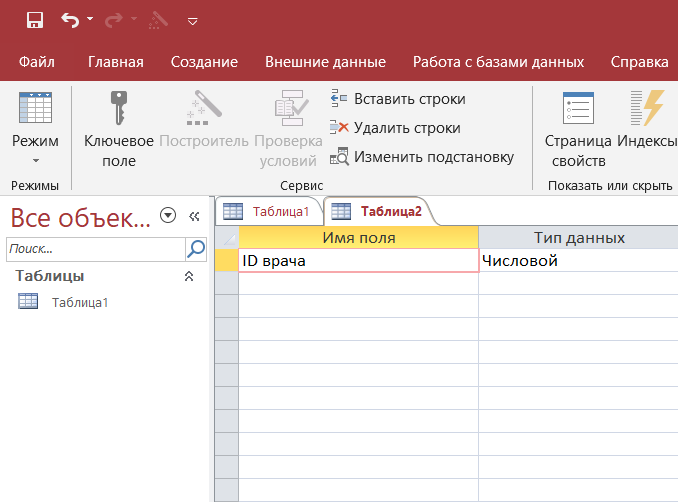 Файл Главная Создание Внешние данные Работа с базами данных Справка
Режим
Режимы
Ключевое поле
Построитель
Проверка условий
Вставить строки
Удалить строки
Изменить подстановку
Сервис
Страница свойств
Индексы
Показать или скрыть
Все объек...
Поиск...
Таблицы
Таблица1
Таблица1 Таблица2
Имя поля Тип данных
ID врача Числовой